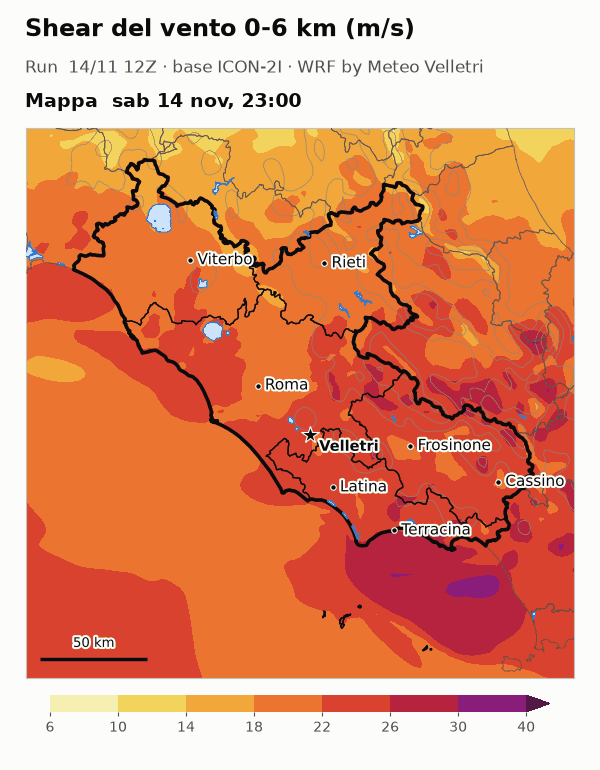 Shear del vento 0-6 km (m/s)
Run  14/11 12Z · base ICON-2I · WRF by Meteo Velletri
Mappa  sab 14 nov, 23:00
Viterbo
Rieti
Roma
Velletri
Frosinone
Cassino
Latina
Terracina
50 km
6 10 14 18 22 26 30 40